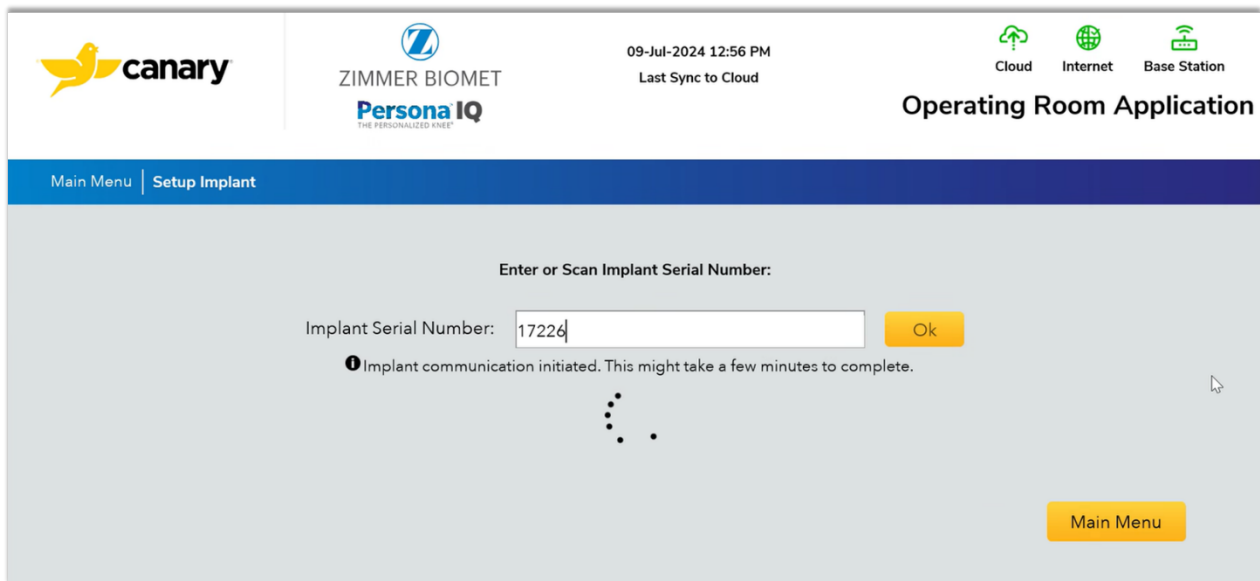 canary
ZIMMER BIOMET
Persona IQ
THE PERSONALIZED KNEE®
09-Jul-2024 12:56 PM
Last Sync to Cloud
Cloud
Internet
Base Station
Operating Room Application
Main Menu | Setup Implant
Enter or Scan Implant Serial Number:
Implant Serial Number: 17226 Ok
Implant communication initiated. This might take a few minutes to complete.
Main Menu